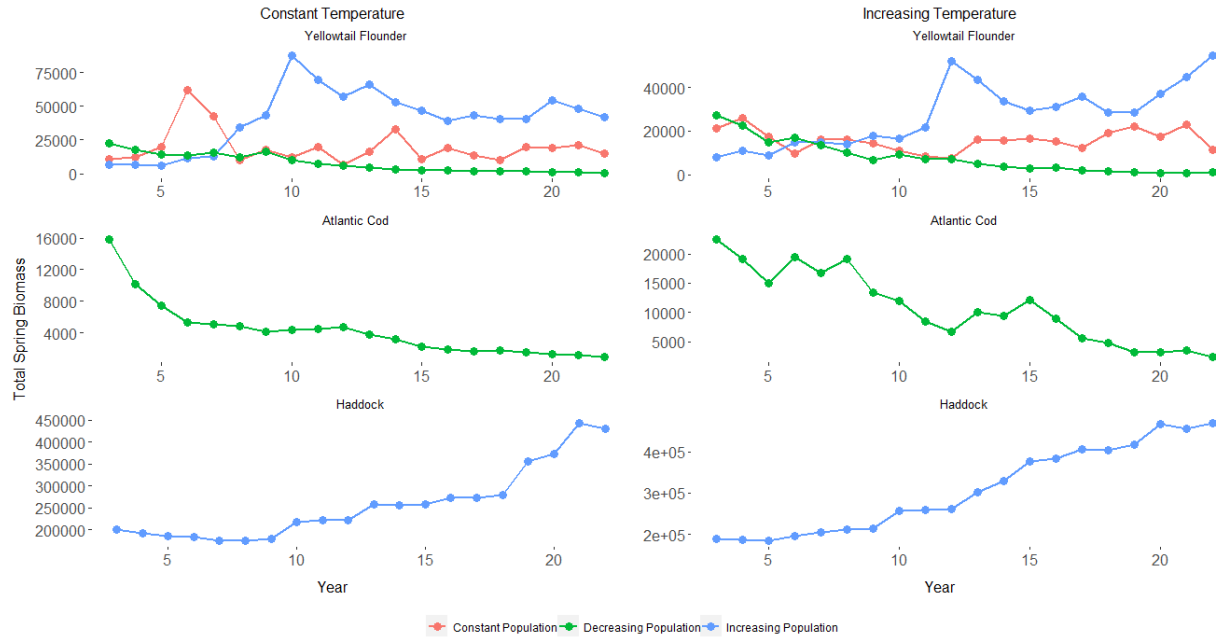 Constant Temperature
Increasing Temperature
Yellowtail Flounder
Yellowtail Flounder
75000
50000
25000
0
5 10 15 20
40000
20000
0
5 10 15 20
Atlantic Cod
Atlantic Cod
16000
12000
8000
4000
5 10 15 20
20000
15000
10000
5000
5 10 15 20
Total Spring Biomass
Haddock
Haddock
450000
400000
350000
300000
250000
200000
5 10 15 20
4e+05
3e+05
2e+05
5 10 15 20
Year
Year
Constant Population Decreasing Population Increasing Population